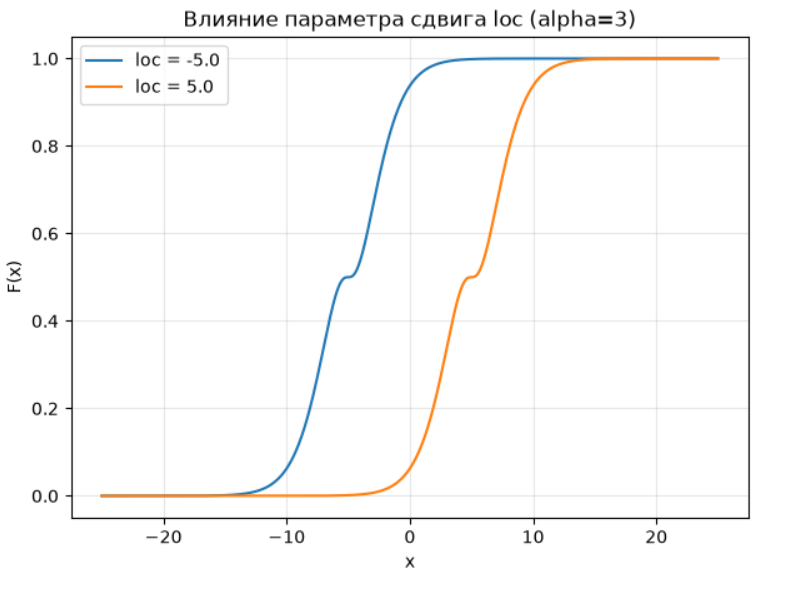 Влияние параметра сдвига loc (alpha=3)
loc = -5.0
loc = 5.0
1.0
0.8
0.6
0.4
0.2
0.0
F(x)
−20
−10
0
10
20
x